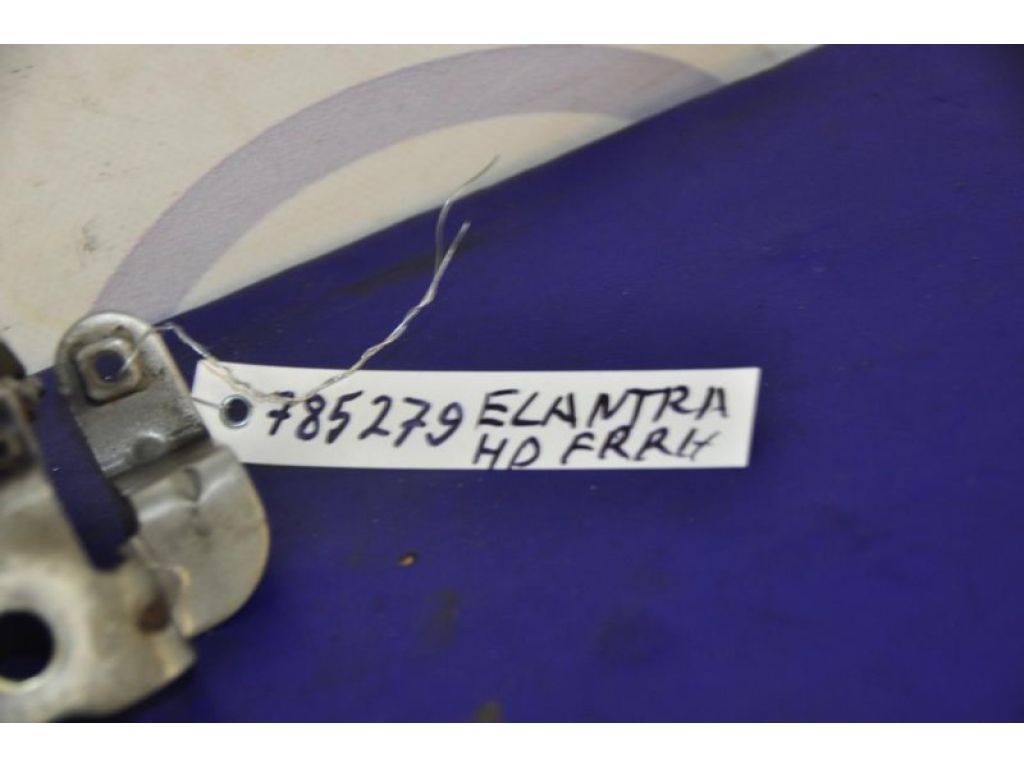 785279 ELANTRA
HD FRRH